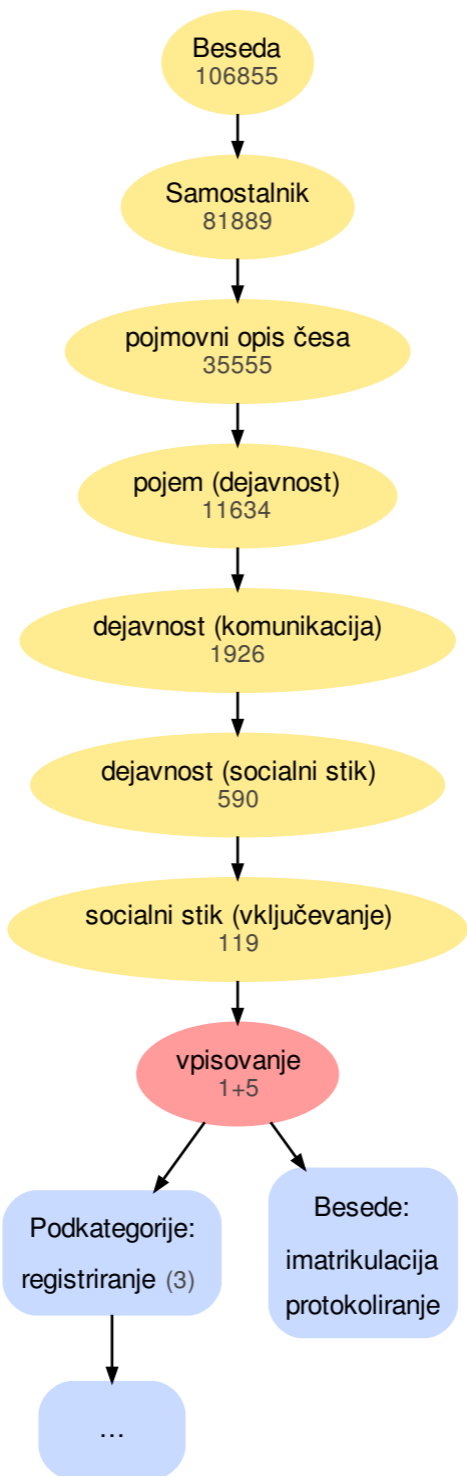 Beseda
106855
Samostalnik
81889
pojmovni opis česa
35555
pojem (dejavnost)
11634
dejavnost (komunikacija)
1926
dejavnost (socialni stik)
590
socialni stik (vključevanje)
119
vpisovanje
1+5
Podkategorije:
registriranje (3)
Besede:
imatrikulacija
protokoliranje
...